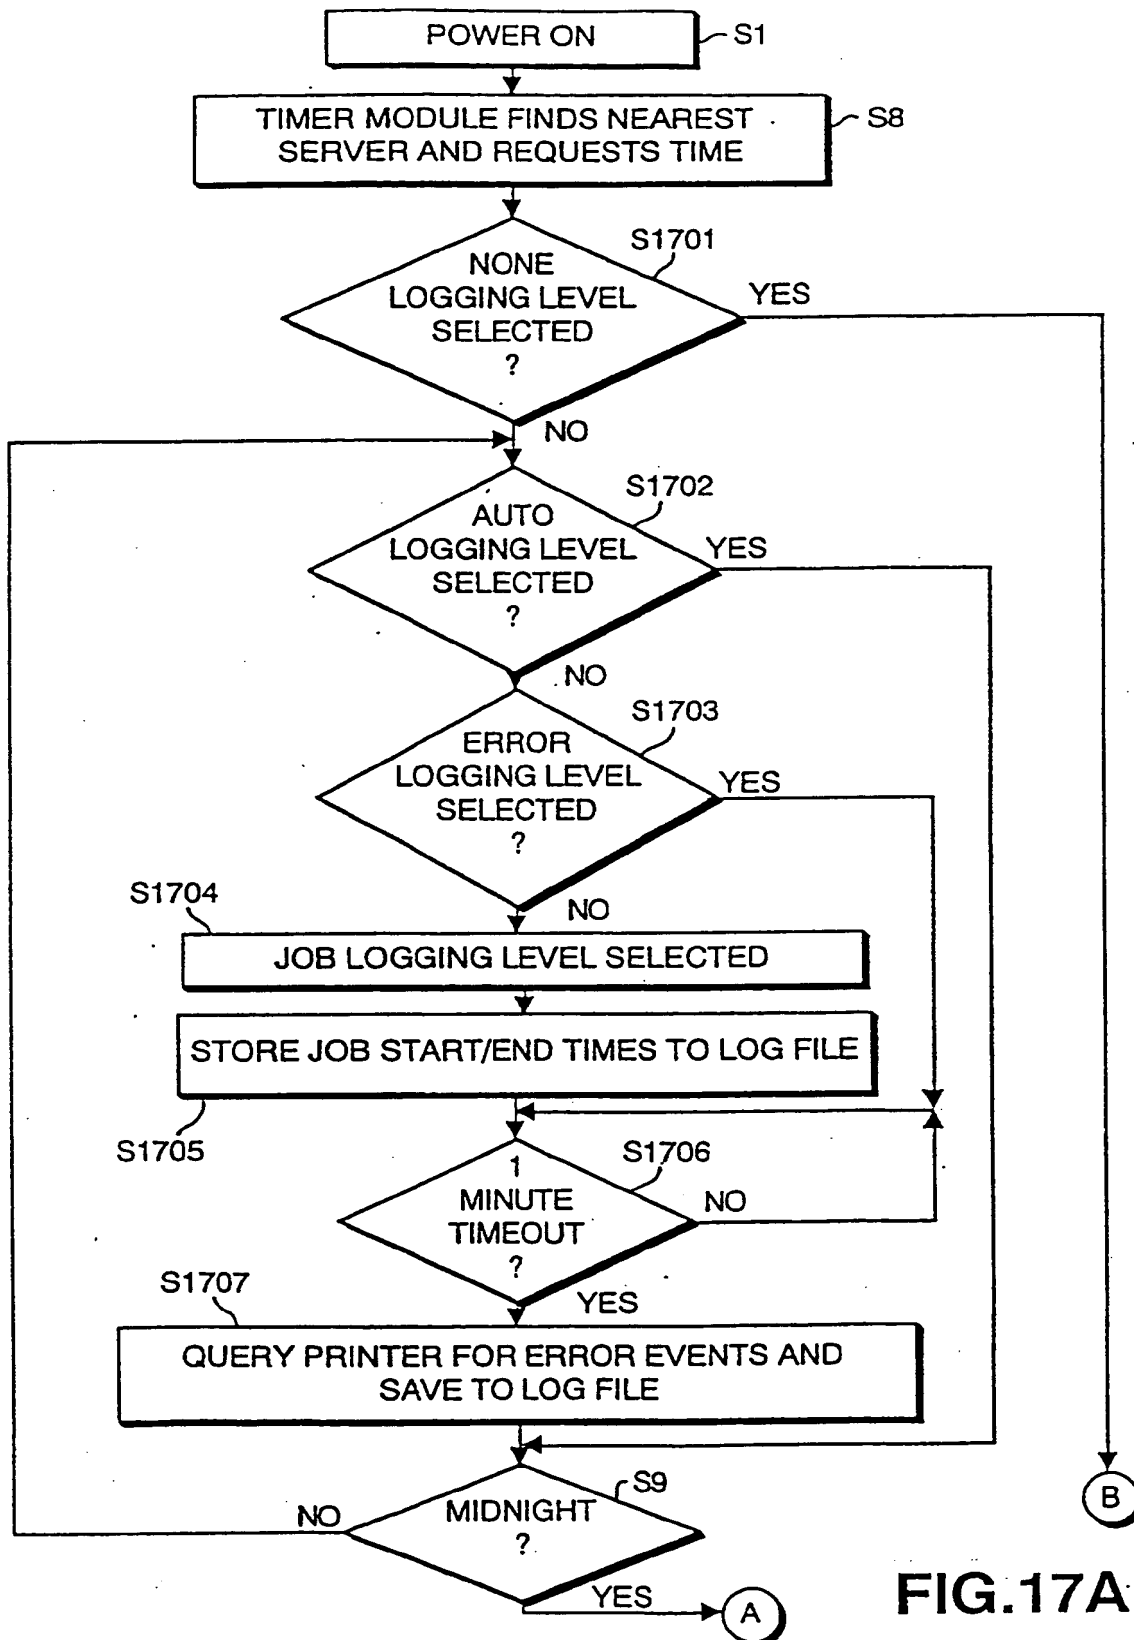 POWER ON
S1
TIMER MODULE FINDS NEAREST
SERVER AND REQUESTS TIME
S8
S1701
NONE
LOGGING LEVEL
SELECTED
?
YES
NO
S1702
AUTO
LOGGING LEVEL
SELECTED
?
YES
NO
S1703
ERROR
LOGGING LEVEL
SELECTED
?
YES
NO
S1704
JOB LOGGING LEVEL SELECTED
STORE JOB START/END TIMES TO LOG FILE
S1705
S1706
1
MINUTE
TIMEOUT
?
NO
YES
S1707
QUERY PRINTER FOR ERROR EVENTS AND
SAVE TO LOG FILE
S9
MIDNIGHT
?
NO
YES
A
B
FIG.17A